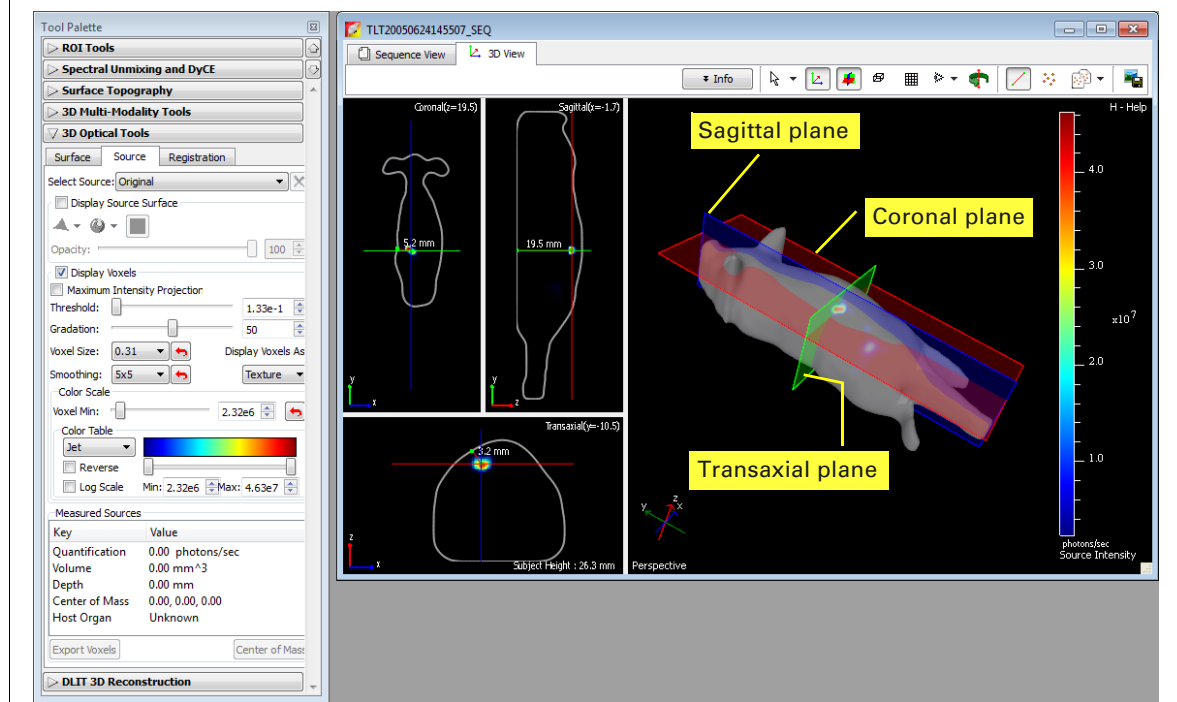 Tool Palette
ROI Tools
Spectral Unmixing and DyCE
Surface Topography
3D Multi-Modality Tools
3D Optical Tools
Surface Source Registration
Select Source: Original
Display Source Surface
Opacity: 100
Display Voxels
Maximum Intensity Projection
Threshold: 1.33e-1
Gradation: 50
Voxel Size: 0.31 Display Voxels As
Smoothing: 5x5 Texture
Color Scale
Voxel Min: 2.32e6
Color Table
Jet
Reverse
Log Scale Min: 2.32e6 Max: 4.63e7
Measured Sources
Key Value
Quantification 0.00 photons/sec
Volume 0.00 mm^3
Depth 0.00 mm
Center of Mass 0.00, 0.00, 0.00
Host Organ Unknown
Export Voxels Center of Mass
DLIT 3D Reconstruction
TLT20050624145507_SEQ
Sequence View 3D View
Info
Coronal(z=19.5)
5.2 mm
y
x
Sagittal(x=-1.7)
19.5 mm
y
z
Transaxial(y=-10.5)
3.2 mm
z
x
Subject Height : 26.3 mm
H - Help
Sagittal plane
Coronal plane
Transaxial plane
y
z
x
Perspective
4.0
3.0
x10^7
2.0
1.0
photons/sec
Source Intensity